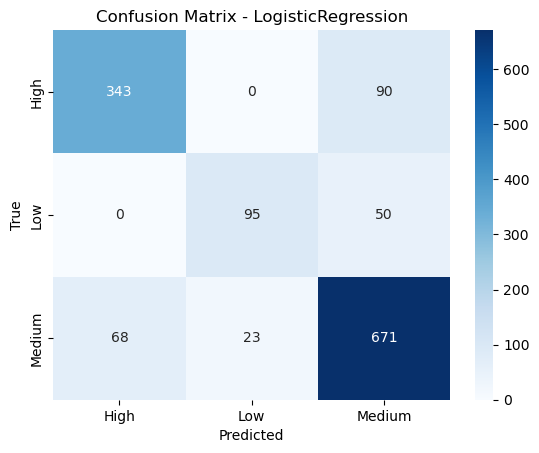 Confusion Matrix - LogisticRegression
High
343
0
90
Low
0
95
50
Medium
68
23
671
True
High
Low
Medium
Predicted
600
500
400
300
200
100
0